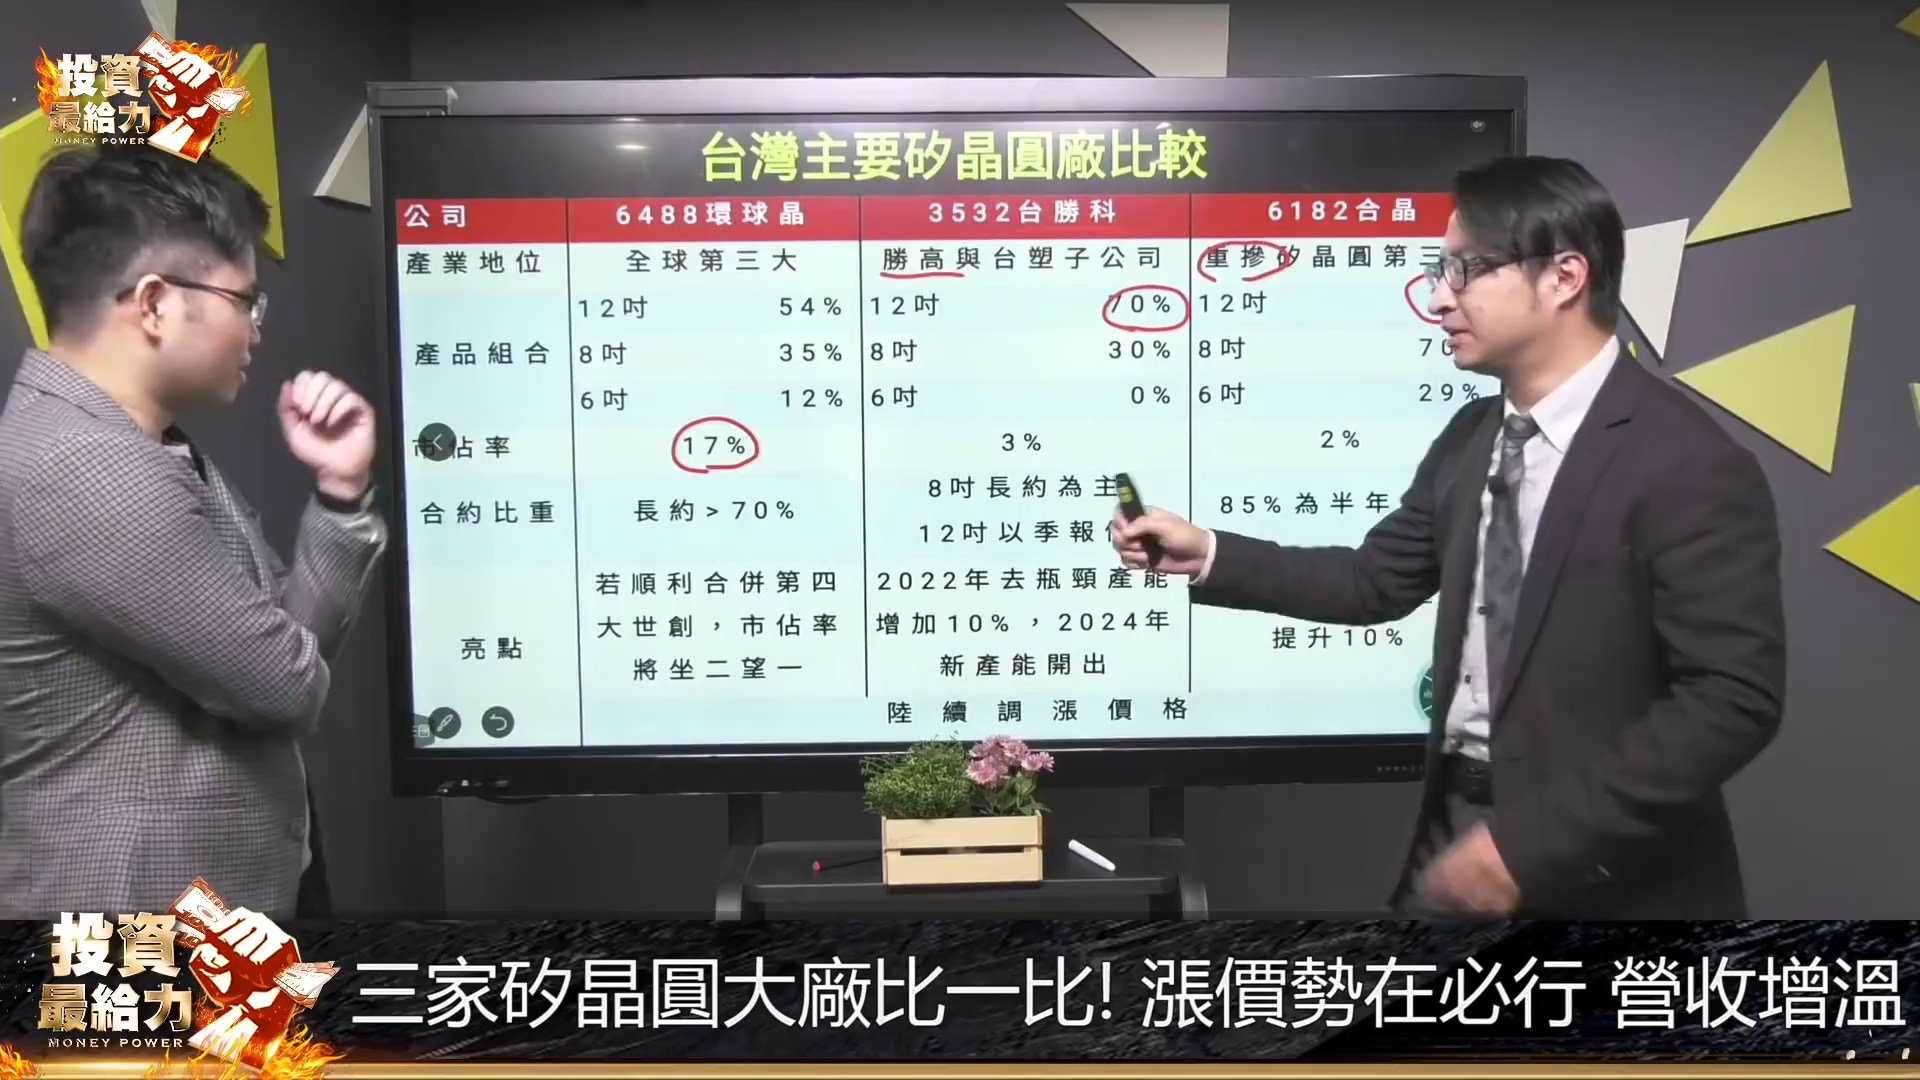 投資
最給力
MONEY POWER
台灣主要矽晶圓廠比較
公司 6488環球晶 3532台勝科 6182合晶
產業地位 全球第三大 勝高與台塑子公司 重摻矽晶圓第三
12吋 54% 12吋 70% 12吋
產品組合 8吋 35% 8吋 30% 8吋 70
6吋 12% 6吋 0% 6吋 29%
市佔率 17% 3% 2%
合約比重 長約>70% 8吋長約為主 12吋以季報 85%為半年
亮點 若順利合併第四 2022年去瓶頸產能
大世創，市佔率 增加10%，2024年 提升10%
將坐二望一 新產能開出
陸續調漲價格
投資
最給力
MONEY POWER
三家矽晶圓大廠比一比! 漲價勢在必行 營收增溫